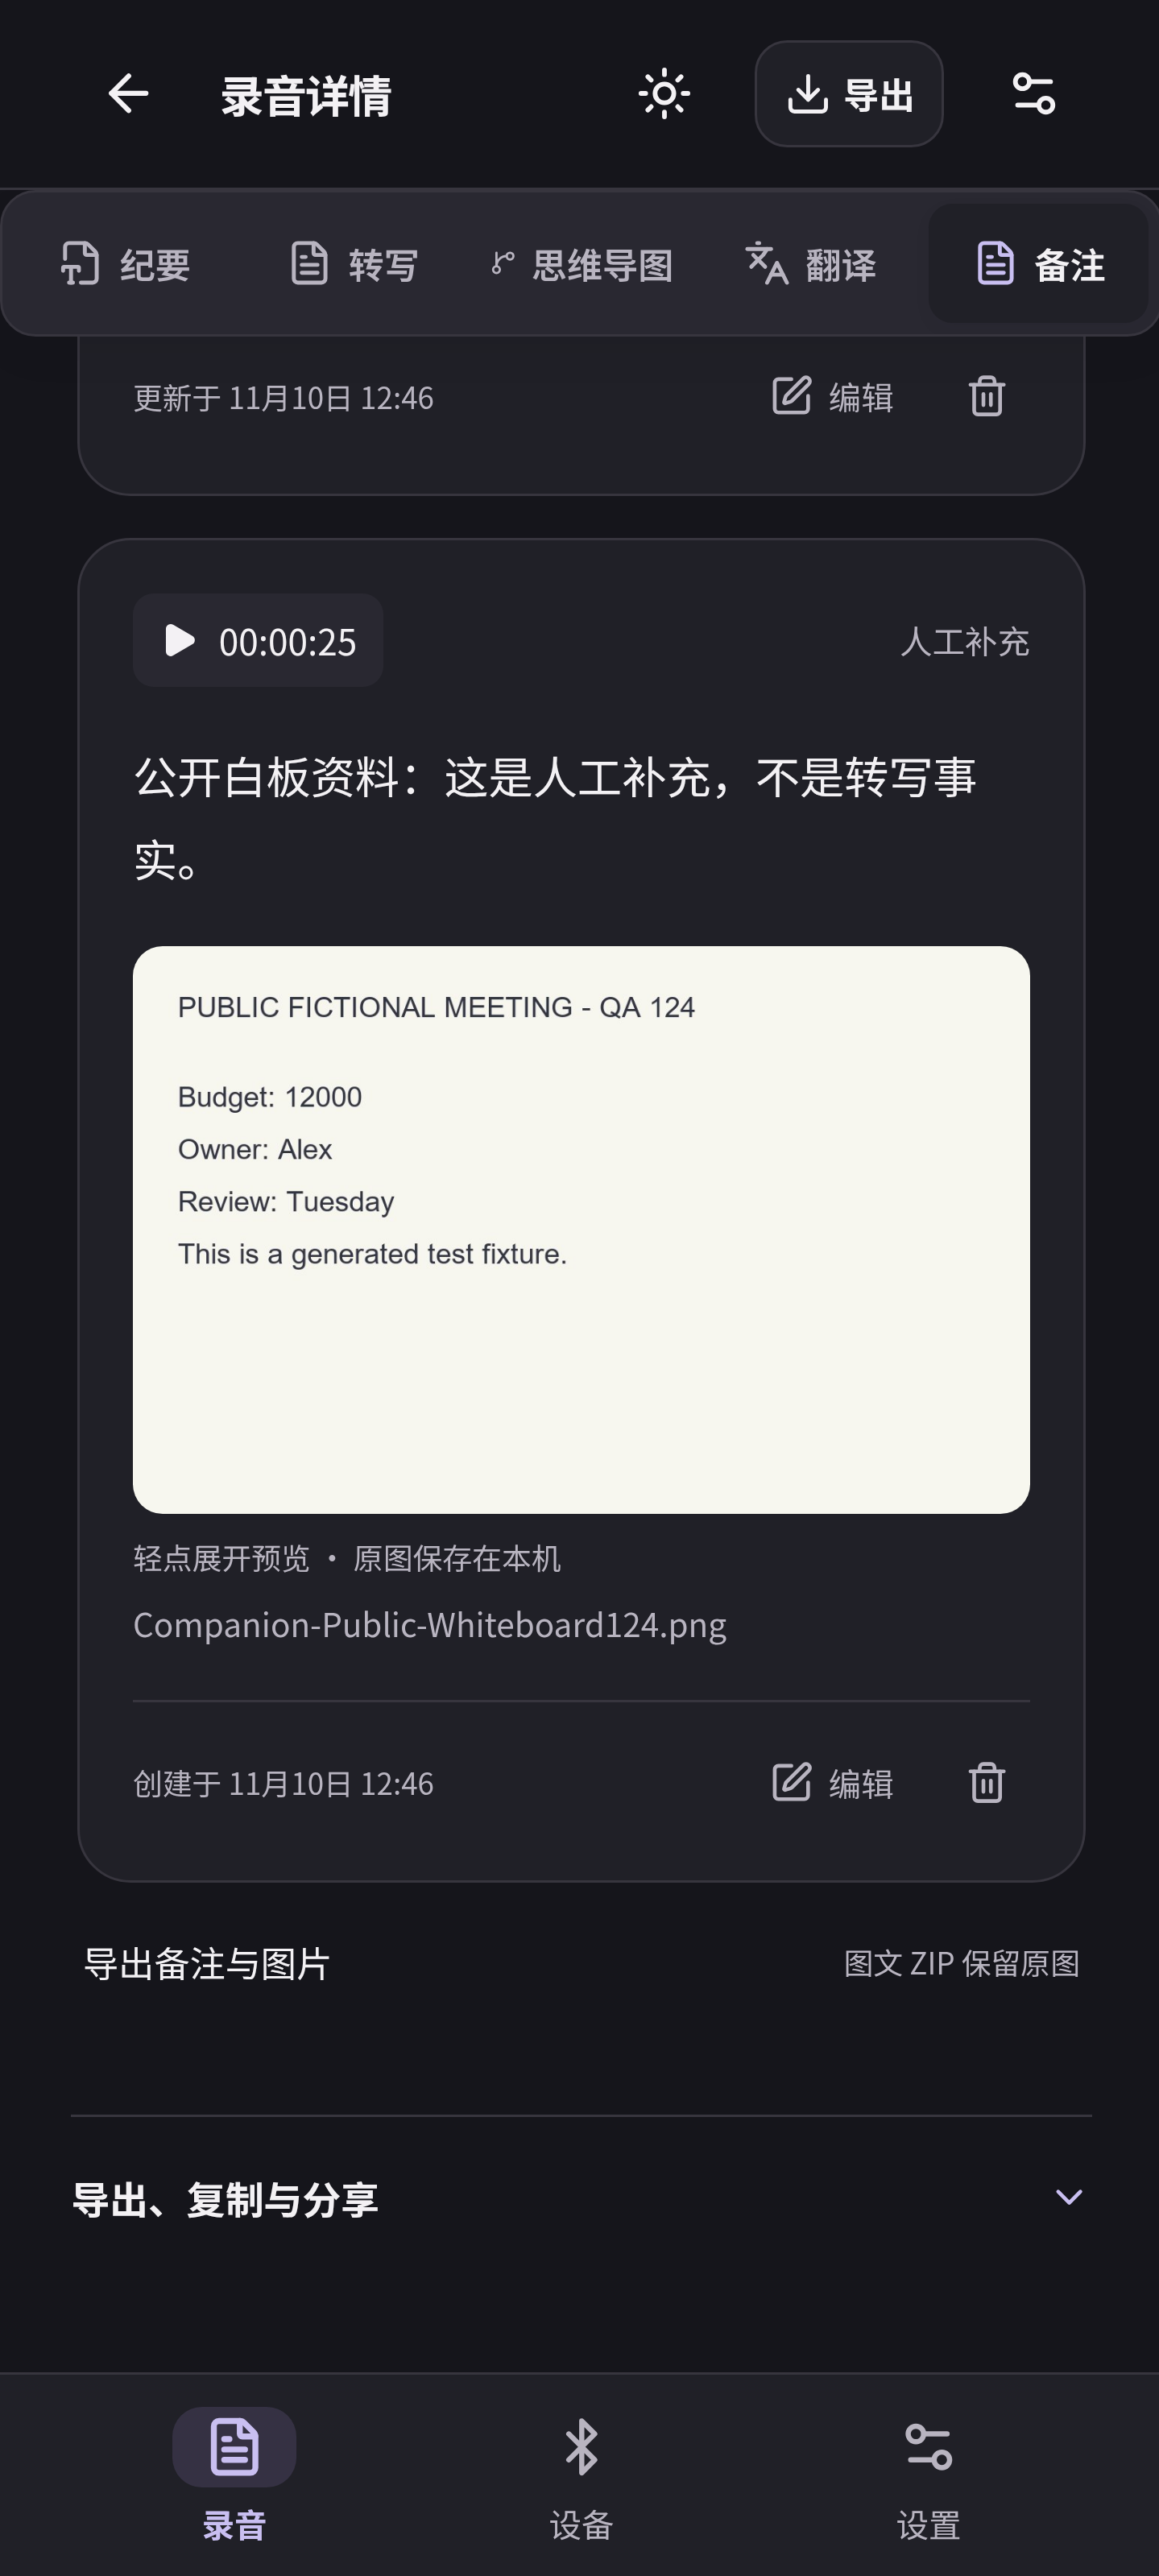 录音详情
导出
纪要
转写
思维导图
翻译
备注
更新于 11月10日 12:46
编辑
00:00:25
人工补充
公开白板资料：这是人工补充，不是转写事
实。
PUBLIC FICTIONAL MEETING - QA 124
Budget: 12000
Owner: Alex
Review: Tuesday
This is a generated test fixture.
轻点展开预览 · 原图保存在本机
Companion-Public-Whiteboard124.png
创建于 11月10日 12:46
编辑
导出备注与图片
图文 ZIP 保留原图
导出、复制与分享
录音
设备
设置